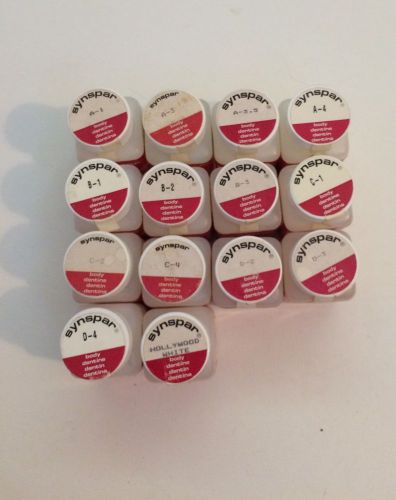 synspar
A-1
body
dentine
dentin
dentina
synspar
A-3
body
dentine
dentin
dentina
synspar
A-3.5
body
dentine
dentin
dentina
synspar
A-4
body
dentine
dentin
dentina
synspar
B-1
body
dentine
dentin
dentina
synspar
B-2
body
dentine
dentin
dentina
synspar
B-3
body
dentine
dentin
dentina
synspar
C-1
body
dentine
dentin
dentina
synspar
C-2
body
dentine
dentin
dentina
synspar
C-4
body
dentine
dentin
dentina
synspar
D-2
body
dentine
dentin
dentina
synspar
D-3
body
dentine
dentin
dentina
synspar
D-4
body
dentine
dentin
dentina
synspar
HOLLYWOOD
WHITE
body
dentine
dentin
dentina